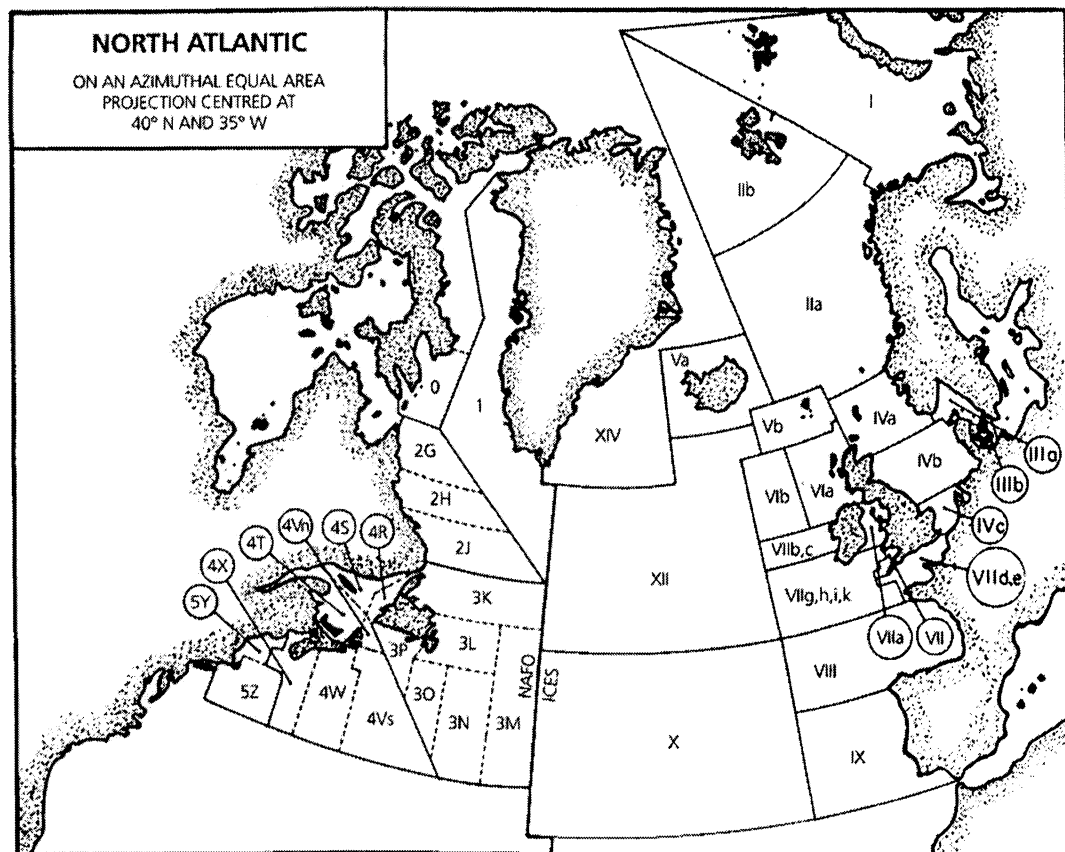 NORTH ATLANTIC
ON AN AZIMUTHAL EQUAL AREA
PROJECTION CENTRED AT
40° N AND 35° W
I
IIb
IIa
Va
0
1
XIV
Vb
IVa
2G
IVb
IIIa
2H
VIb
VIa
IIIb
4Vn
4S
4R
IVc
4T
2J
VIIb,c
4X
XII
VIId,e
5Y
3K
VIIg,h,i,k
VIIa
VII
3P
3L
NAFO
ICES
VIII
5Z
4W
3O
4Vs
3N
3M
X
IX